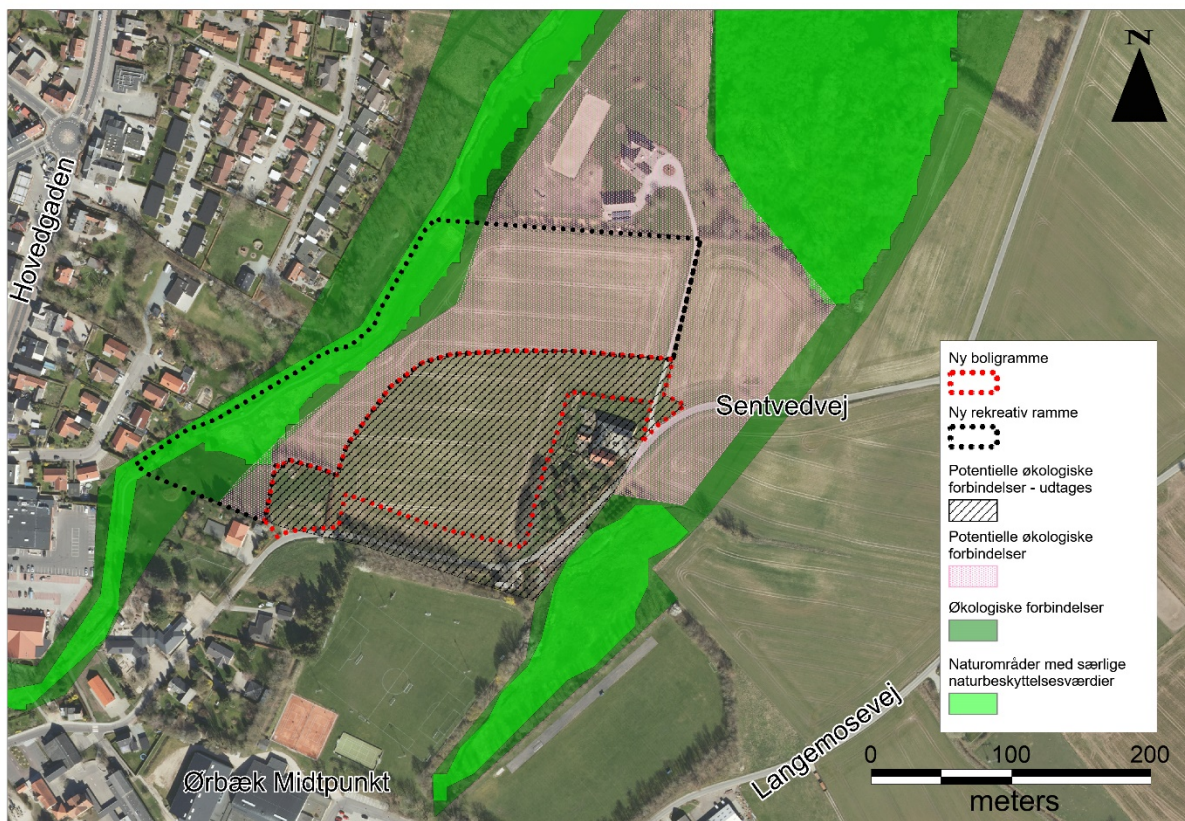 N
Hovedgaden
Sentvedvej
Ny boligramme
Ny rekreativ ramme
Potentielle økologiske
forbindelser - udtages
Potentielle økologiske
forbindelser
Økologiske forbindelser
Naturområder med særlige
naturbeskyttelsesværdier
Langemosevej
Ørbæk Midtpunkt
0 100 200
meters